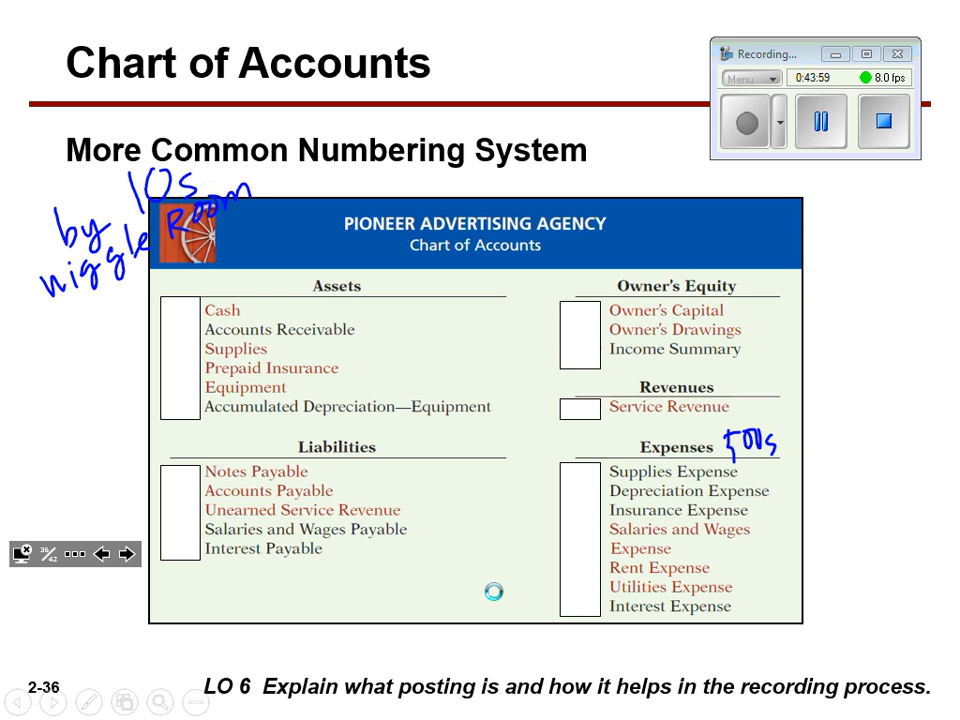 Chart of Accounts
Recording...
Menu
0:43:59
8.0 fps
More Common Numbering System
by 10s
wiggle Room
PIONEER ADVERTISING AGENCY
Chart of Accounts
Assets
Cash
Accounts Receivable
Supplies
Prepaid Insurance
Equipment
Accumulated Depreciation—Equipment
Liabilities
Notes Payable
Accounts Payable
Unearned Service Revenue
Salaries and Wages Payable
Interest Payable
Owner's Equity
Owner's Capital
Owner's Drawings
Income Summary
Revenues
Service Revenue
Expenses 500s
Supplies Expense
Depreciation Expense
Insurance Expense
Salaries and Wages
Expense
Rent Expense
Utilities Expense
Interest Expense
36/42
2-36
LO 6 Explain what posting is and how it helps in the recording process.